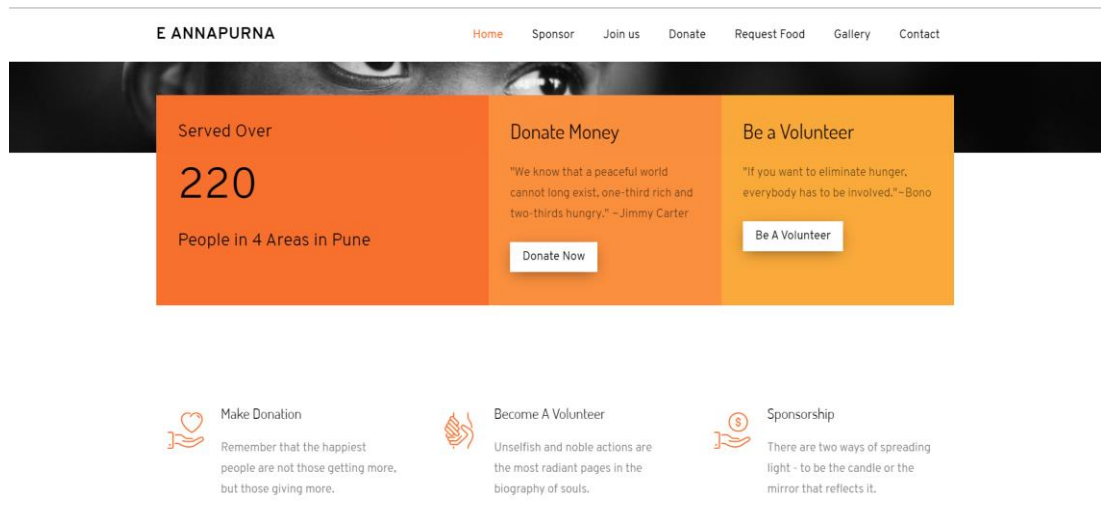 E ANNAPURNA
Home Sponsor Join us Donate Request Food Gallery Contact
Served Over
220
People in 4 Areas in Pune
Donate Money
"We know that a peaceful world
cannot long exist, one-third rich and
two-thirds hungry." ~Jimmy Carter
Donate Now
Be a Volunteer
"If you want to eliminate hunger,
everybody has to be involved."~Bono
Be A Volunteer
Make Donation
Remember that the happiest
people are not those getting more,
but those giving more.
Become A Volunteer
Unselfish and noble actions are
the most radiant pages in the
biography of souls.
Sponsorship
There are two ways of spreading
light - to be the candle or the
mirror that reflects it.